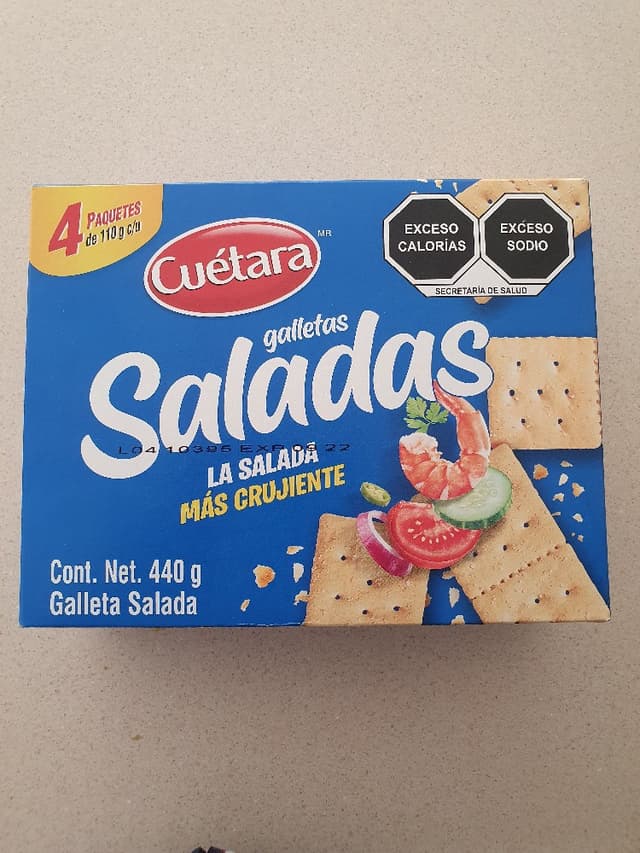 4 PAQUETES
de 110 g c/u
Cuétara MR
EXCESO
CALORÍAS
EXCESO
SODIO
SECRETARÍA DE SALUD
galletas
Saladas
LA SALADA
MÁS CRUJIENTE
Cont. Net. 440 g
Galleta Salada